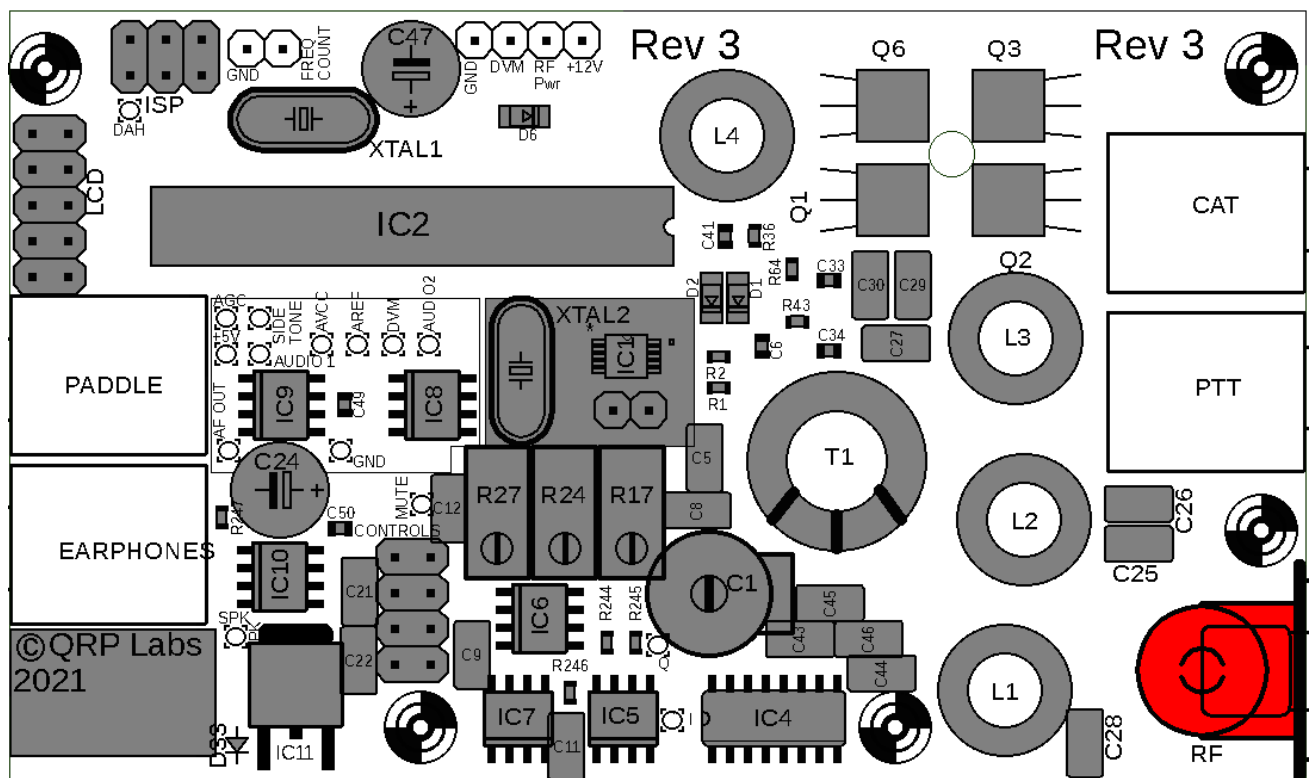 C47
Rev 3
Rev 3
Q6
Q3
GND
FREQ
COUNT
GND
DVM
RF
Pwr
+12V
ISP
DAH
D6
XTAL1
L4
LCD
IC2
Q1
CAT
C41
R36
Q2
R64
C33
C30
C29
D2
D1
AGC
+5V
SIDE
TONE
AVCC
AREF
DVM
AUDIO2
XTAL2
*
IC1
R43
C34
C6
C27
L3
AUDIO 1
R2
R1
PADDLE
PTT
AF OUT
IC9
C49
IC8
GND
C24
+
C5
T1
R27
R24
R17
C12
MUTE
C8
L2
C26
C25
R247
C50
CONTROLS
EARPHONES
IC10
C21
C1
IC6
R244
R245
C45
C43
C46
C44
SPK
Q
C22
C9
R246
©QRP Labs
2021
L1
D33
IC11
IC7
C11
IC5
I
IC4
C28
RF